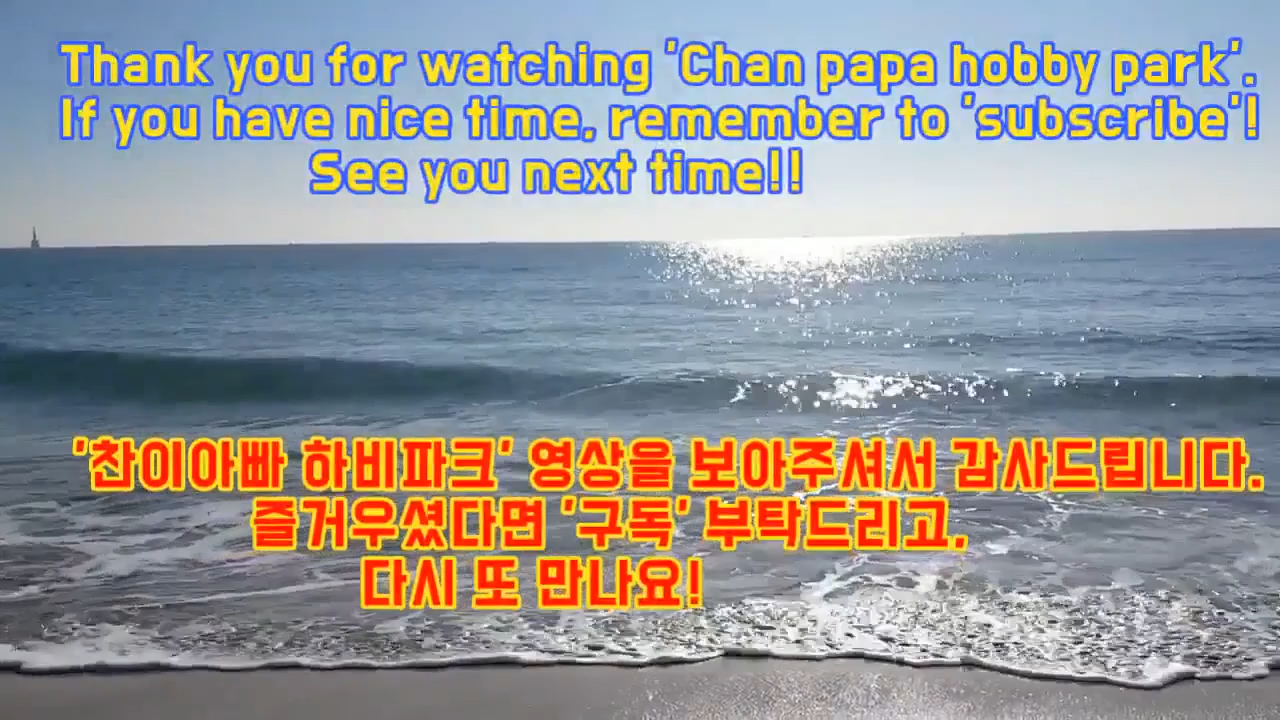 Thank you for watching 'Chan papa hobby park'.
If you have nice time, remember to 'subscribe'!
See you next time!!
'찬이아빠 하비파크' 영상을 보아주셔서 감사드립니다.
즐거우셨다면 '구독' 부탁드리고,
다시 또 만나요!